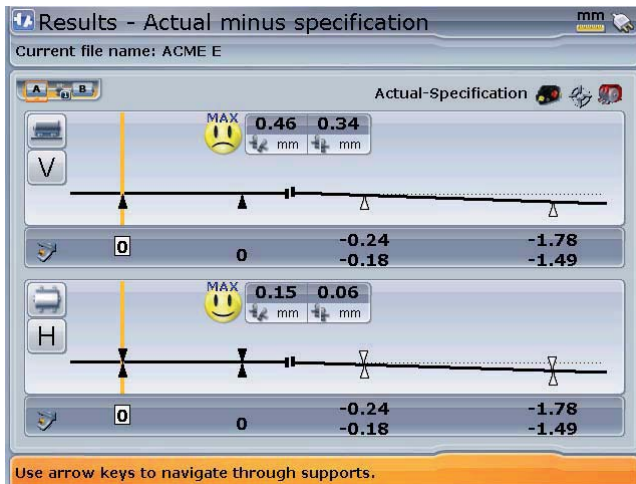 Results - Actual minus specification
mm
Current file name: ACME E
A B
Actual-Specification
MAX 0.46 0.34
mm mm
V
0 0 -0.24 -1.78
-0.18 -1.49
MAX 0.15 0.06
mm mm
H
0 0 -0.24 -1.78
-0.18 -1.49
Use arrow keys to navigate through supports.